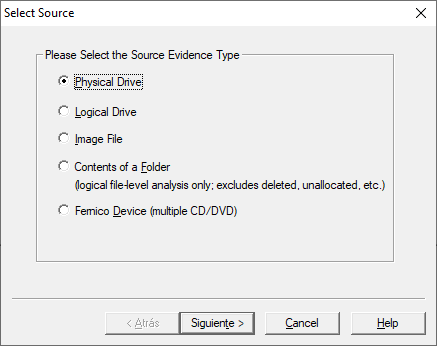 Select Source
Please Select the Source Evidence Type
Physical Drive
Logical Drive
Image File
Contents of a Folder
(logical file-level analysis only; excludes deleted, unallocated, etc.)
Fernico Device (multiple CD/DVD)
< Atrás
Siguiente >
Cancel
Help